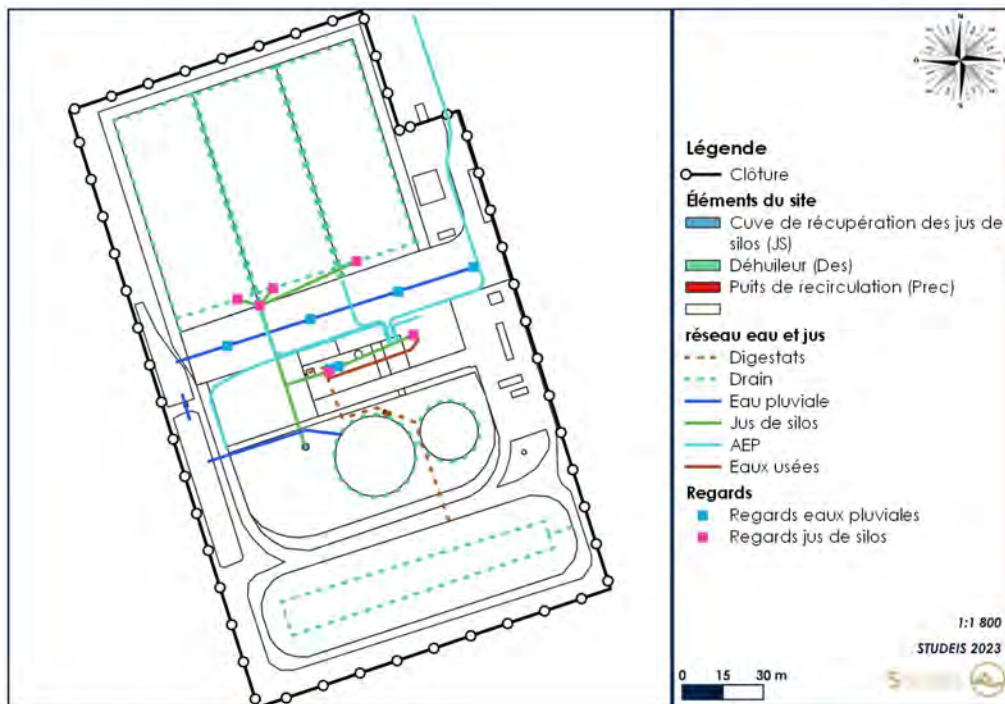 N
O
S
Légende
Clôture
Éléments du site
Cuve de récupération des jus de
silos (JS)
Déhuileur (Des)
Puits de recirculation (Prec)
réseau eau et jus
Digestats
Drain
Eau pluviale
Jus de silos
AEP
Eaux usées
Regards
Regards eaux pluviales
Regards jus de silos
1:1 800
STUDEIS 2023
0 15 30 m